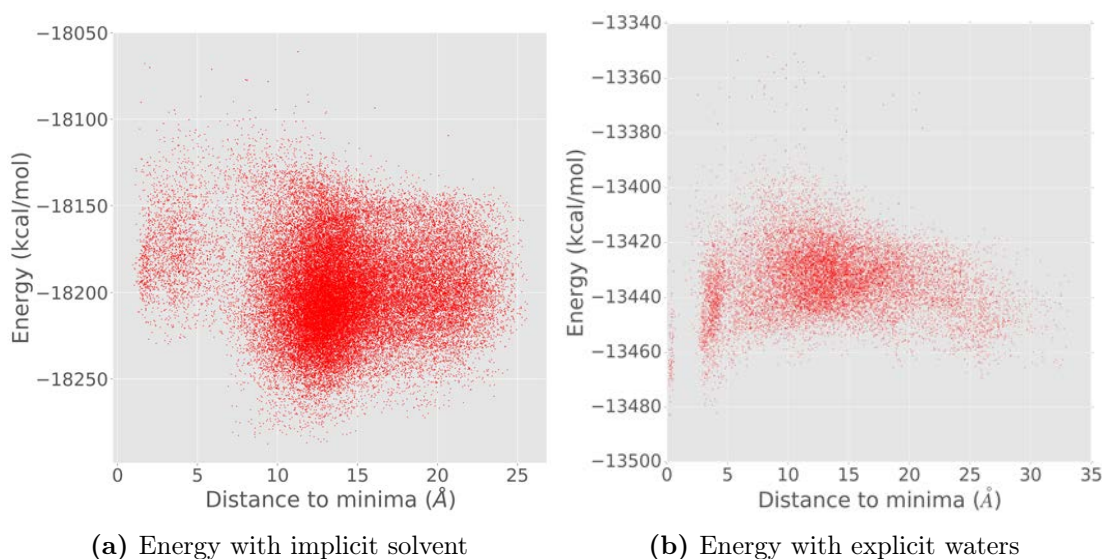 −18050
−18100
−18150
−18200
−18250
Energy (kcal/mol)
0 5 10 15 20 25
Distance to minima (Å)
(a) Energy with implicit solvent
−13340
−13360
−13380
−13400
−13420
−13440
−13460
−13480
−13500
Energy (kcal/mol)
0 5 10 15 20 25 30 35
Distance to minima (Å)
(b) Energy with explicit waters